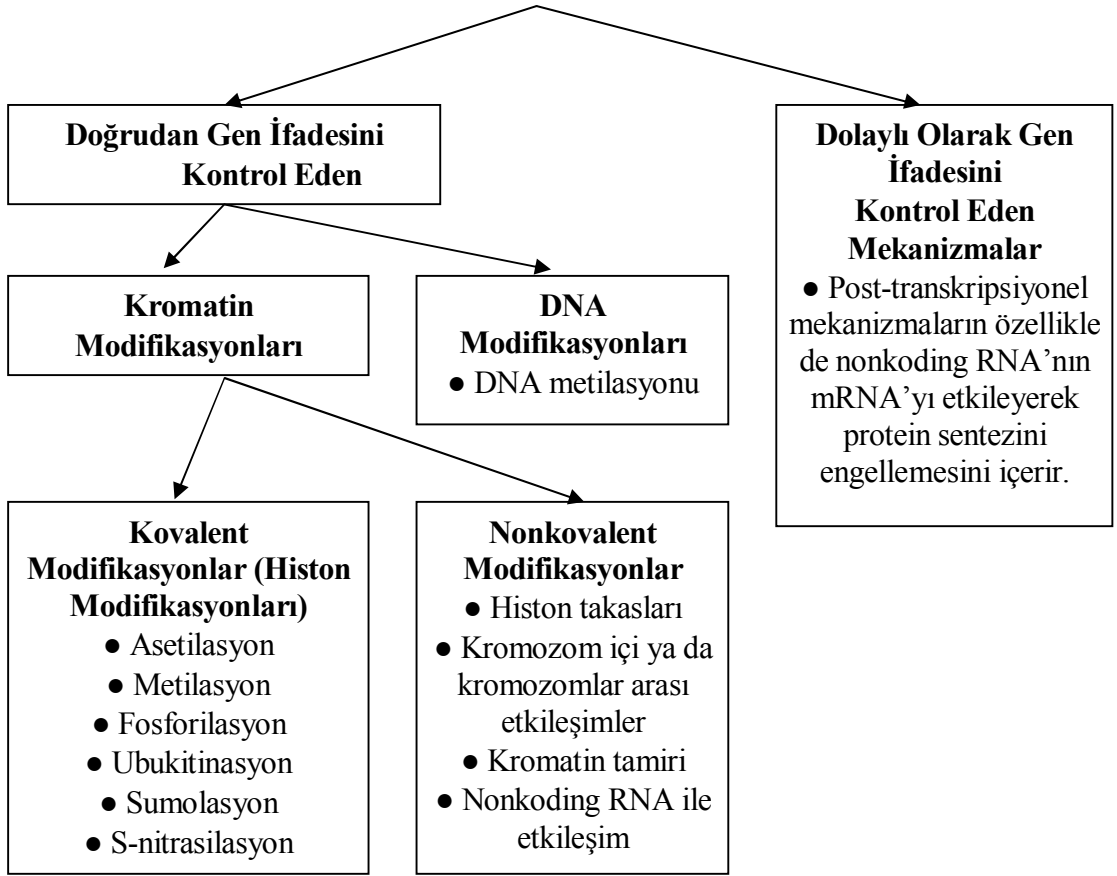 Doğrudan Gen İfadesini
Kontrol Eden
Dolaylı Olarak Gen
İfadesini
Kontrol Eden
Mekanizmalar
● Post-transkripsiyonel
mekanizmaların özellikle
de nonkoding RNA’nın
mRNA’yı etkileyerek
protein sentezini
engellemesini içerir.
Kromatin
Modifikasyonları
DNA
Modifikasyonları
● DNA metilasyonu
Kovalent
Modifikasyonlar (Histon
Modifikasyonları)
● Asetilasyon
● Metilasyon
● Fosforilasyon
● Ubukitinasyon
● Sumolasyon
● S-nitrasilasyon
Nonkovalent
Modifikasyonlar
● Histon takasları
● Kromozom içi ya da
kromozomlar arası
etkileşimler
● Kromatin tamiri
● Nonkoding RNA ile
etkileşim